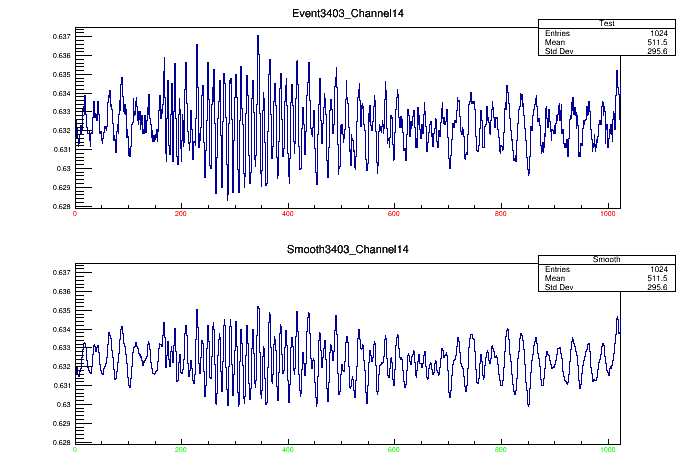 Event3403_Channel14
Test
Entries 1024
Mean 511.5
Std Dev 295.6
0.637
0.636
0.635
0.634
0.633
0.632
0.631
0.63
0.629
0.628
0 200 400 600 800 1000
Smooth3403_Channel14
Smooth
Entries 1024
Mean 511.5
Std Dev 295.6
0.637
0.636
0.635
0.634
0.633
0.632
0.631
0.63
0.629
0.628
0 200 400 600 800 1000